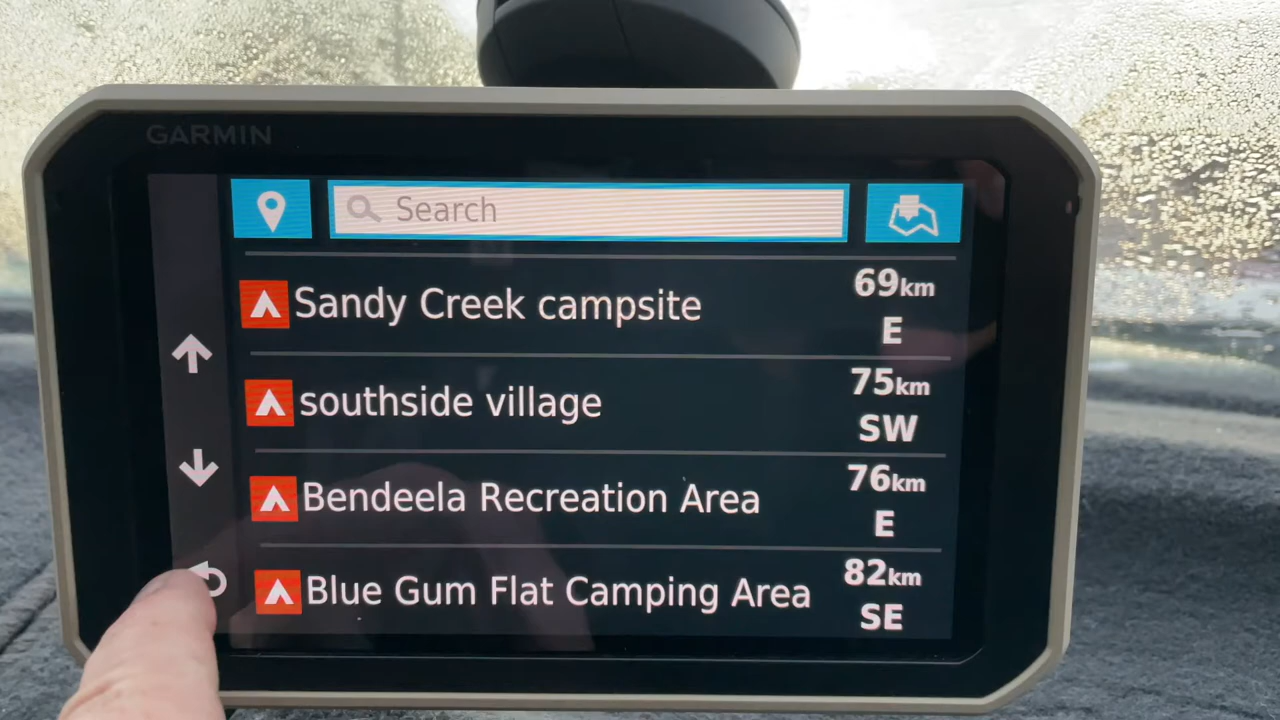 GARMIN
Search
Sandy Creek campsite 69km E
southside village 75km SW
Bendeela Recreation Area 76km E
Blue Gum Flat Camping Area 82km SE